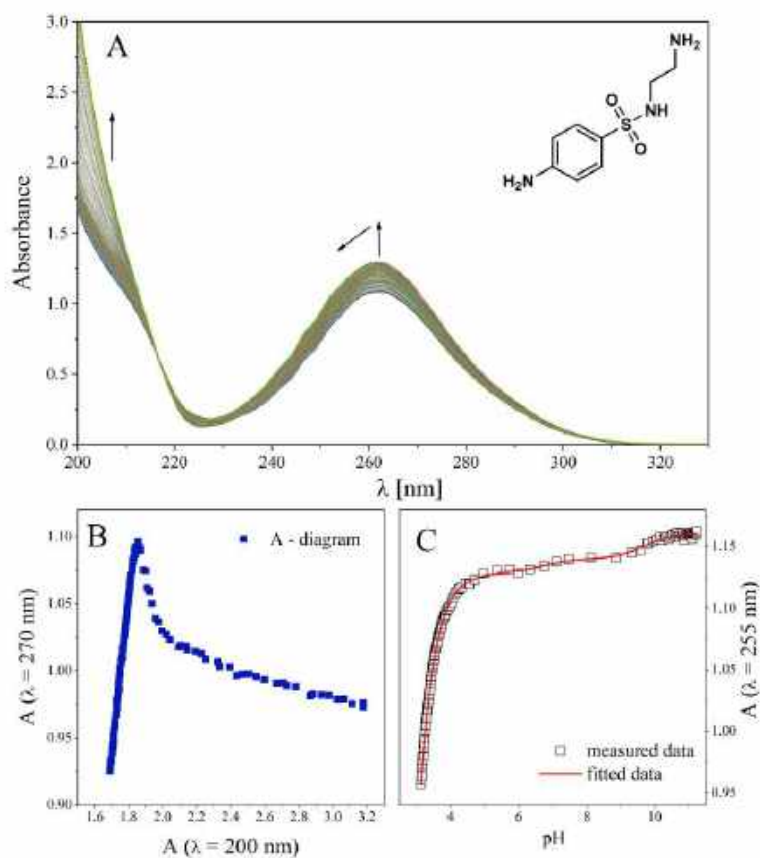 3.0
A
2.5
2.0
1.5
1.0
0.5
0.0
Absorbance
NH₂
O
S
NH
O
H₂N
200 220 240 260 280 300 320
λ [nm]
B
A - diagram
1.10
1.05
1.00
0.95
0.90
A (λ = 270 nm)
1.6 1.8 2.0 2.2 2.4 2.6 2.8 3.0 3.2
A (λ = 200 nm)
C
measured data
fitted data
1.15
1.10
1.05
1.00
0.95
A (λ = 255 nm)
4 6 8 10
pH